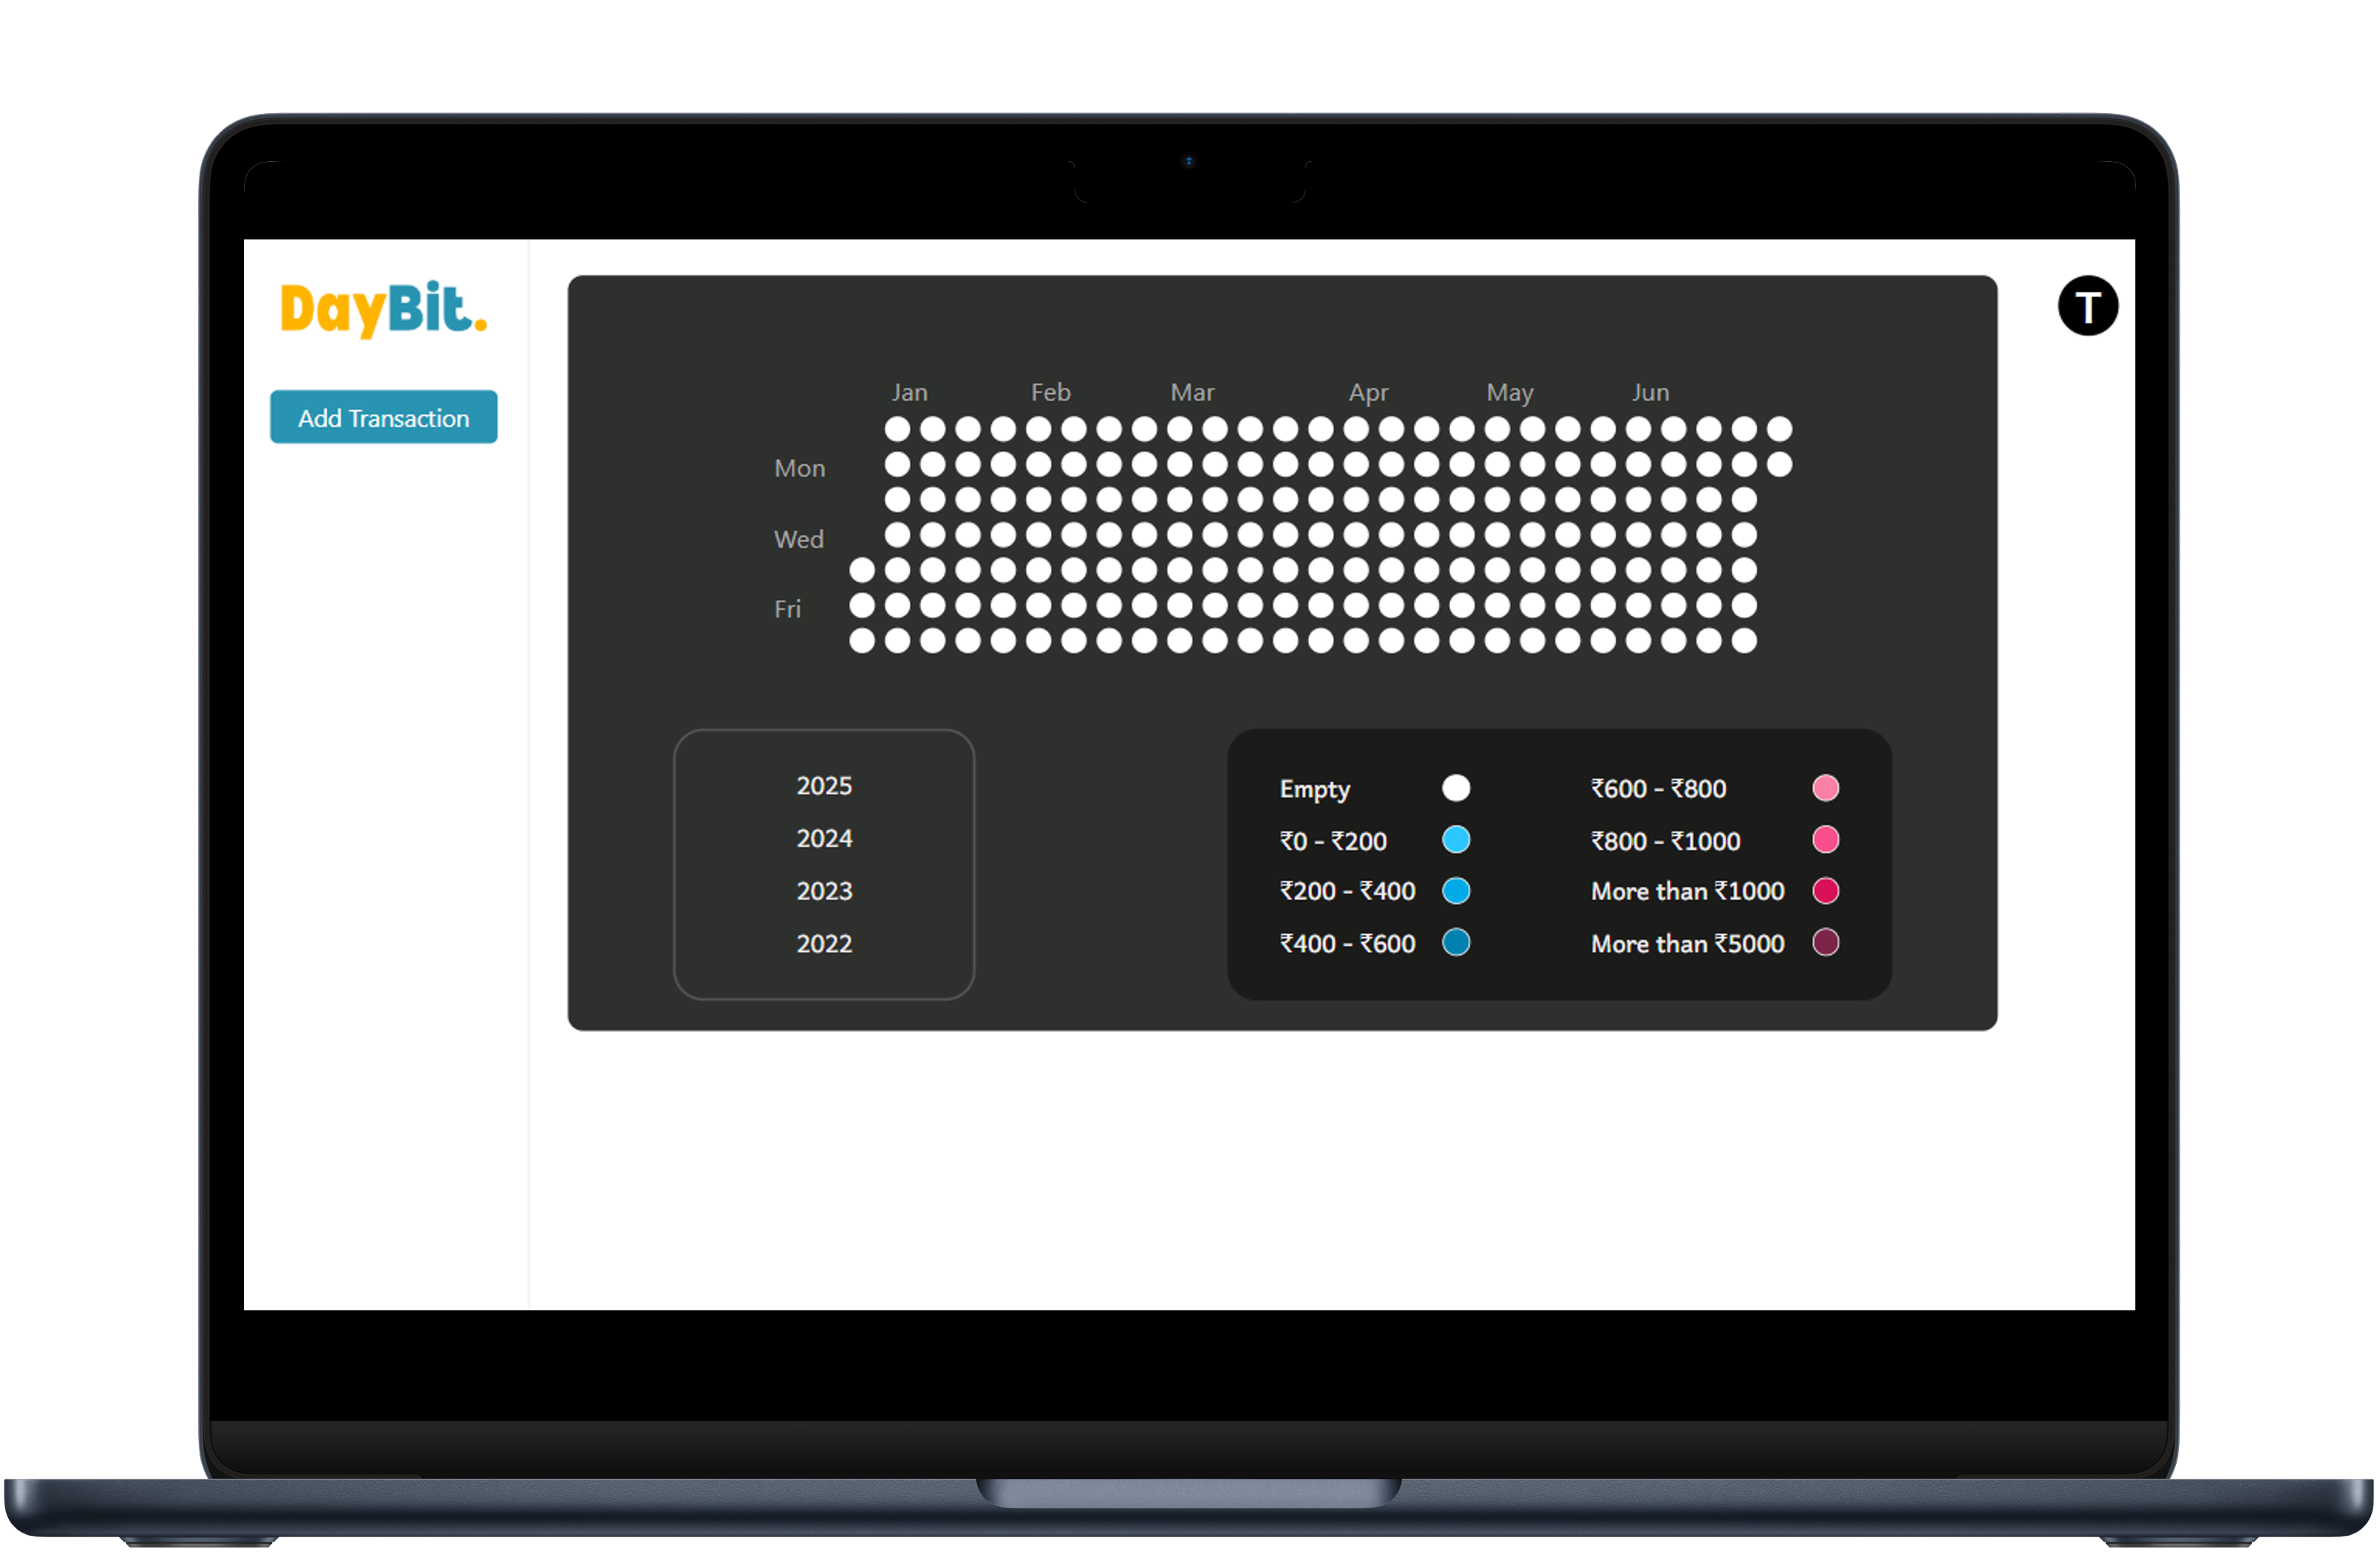 DayBit.
T
Add Transaction
Jan Feb Mar Apr May Jun
Mon
Wed
Fri
2025
2024
2023
2022
Empty
₹0 - ₹200
₹200 - ₹400
₹400 - ₹600
₹600 - ₹800
₹800 - ₹1000
More than ₹1000
More than ₹5000